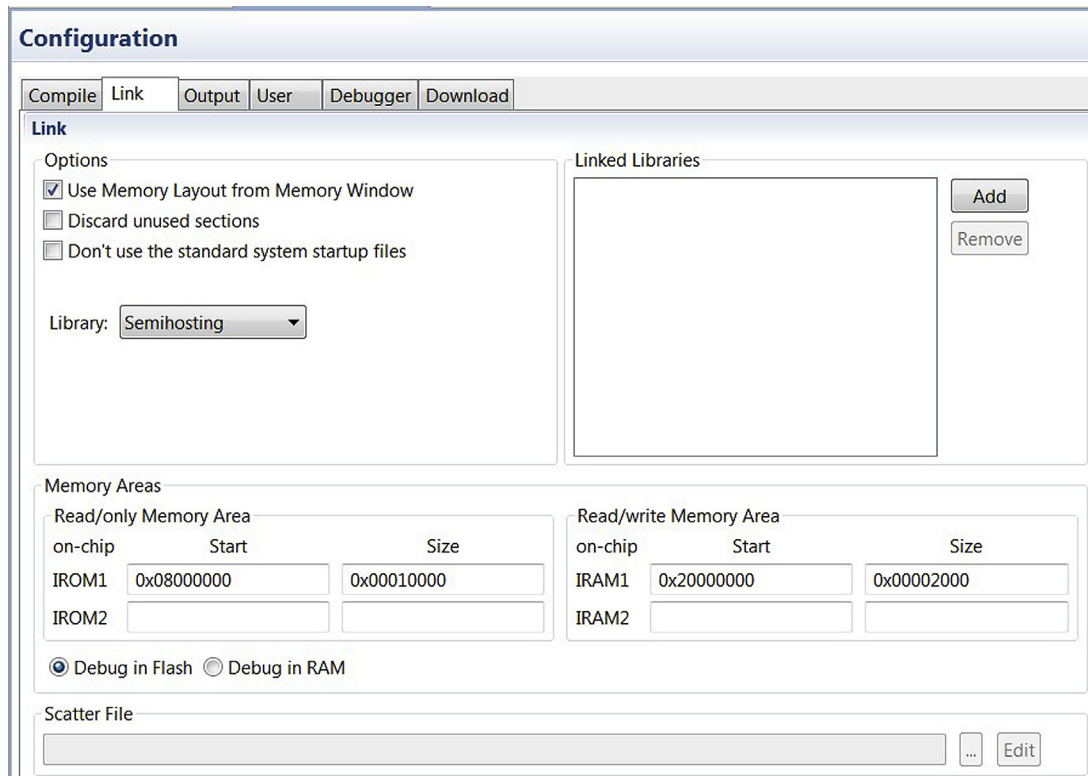 Configuration
Compile Link Output User Debugger Download
Link
Options
Use Memory Layout from Memory Window
Discard unused sections
Don't use the standard system startup files
Library: Semihosting
Linked Libraries
Add
Remove
Memory Areas
Read/only Memory Area
on-chip Start Size
IROM1 0x08000000 0x00010000
IROM2
Read/write Memory Area
on-chip Start Size
IRAM1 0x20000000 0x00002000
IRAM2
Debug in Flash Debug in RAM
Scatter File
... Edit